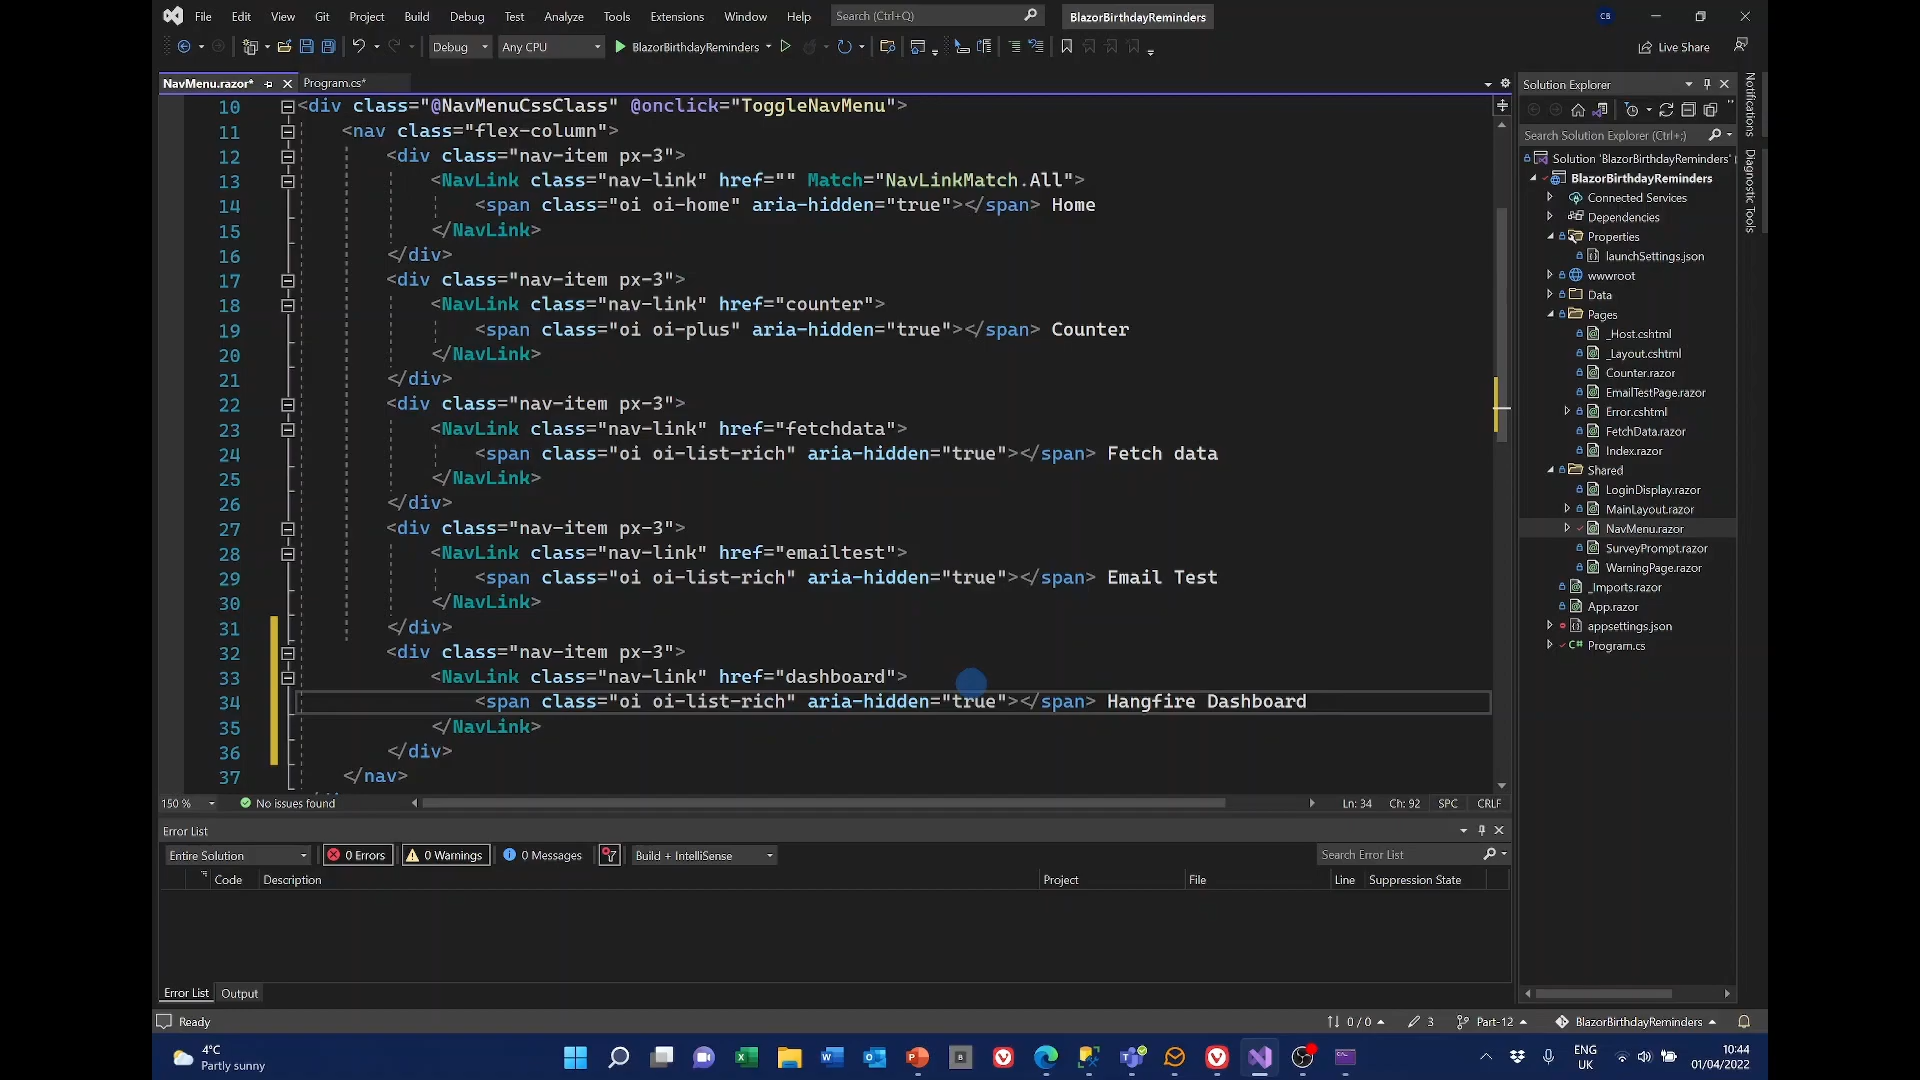 File Edit View Git Project Build Debug Test Analyze Tools Extensions Window Help Search (Ctrl+Q) BlazorBirthdayReminders CB
Debug Any CPU BlazorBirthdayReminders Live Share
NavMenu.razor* Program.cs*
10 <div class="@NavMenuCssClass" @onclick="ToggleNavMenu">
11 <nav class="flex-column">
12 <div class="nav-item px-3">
13 <NavLink class="nav-link" href="" Match="NavLinkMatch.All">
14 <span class="oi oi-home" aria-hidden="true"></span> Home
15 </NavLink>
16 </div>
17 <div class="nav-item px-3">
18 <NavLink class="nav-link" href="counter">
19 <span class="oi oi-plus" aria-hidden="true"></span> Counter
20 </NavLink>
21 </div>
22 <div class="nav-item px-3">
23 <NavLink class="nav-link" href="fetchdata">
24 <span class="oi oi-list-rich" aria-hidden="true"></span> Fetch data
25 </NavLink>
26 </div>
27 <div class="nav-item px-3">
28 <NavLink class="nav-link" href="emailtest">
29 <span class="oi oi-list-rich" aria-hidden="true"></span> Email Test
30 </NavLink>
31 </div>
32 <div class="nav-item px-3">
33 <NavLink class="nav-link" href="dashboard">
34 <span class="oi oi-list-rich" aria-hidden="true"></span> Hangfire Dashboard
35 </NavLink>
36 </div>
37 </nav>
150 % No issues found Ln: 34 Ch: 92 SPC CRLF
Error List
Entire Solution 0 Errors 0 Warnings 0 Messages Build + IntelliSense Search Error List
Code Description Project File Line Suppression State
Error List Output
Solution Explorer
Search Solution Explorer (Ctrl+;)
Solution 'BlazorBirthdayReminders'
BlazorBirthdayReminders
Connected Services
Dependencies
Properties
launchSettings.json
wwwroot
Data
Pages
_Host.cshtml
_Layout.cshtml
Counter.razor
EmailTestPage.razor
Error.cshtml
FetchData.razor
Index.razor
Shared
LoginDisplay.razor
MainLayout.razor
NavMenu.razor
SurveyPrompt.razor
WarningPage.razor
_Imports.razor
App.razor
appsettings.json
C# Program.cs
Notifications
Diagnostic Tools
Ready 0 / 0 3 Part-12 BlazorBirthdayReminders
4°C
Partly sunny
ENG
UK
10:44
01/04/2022